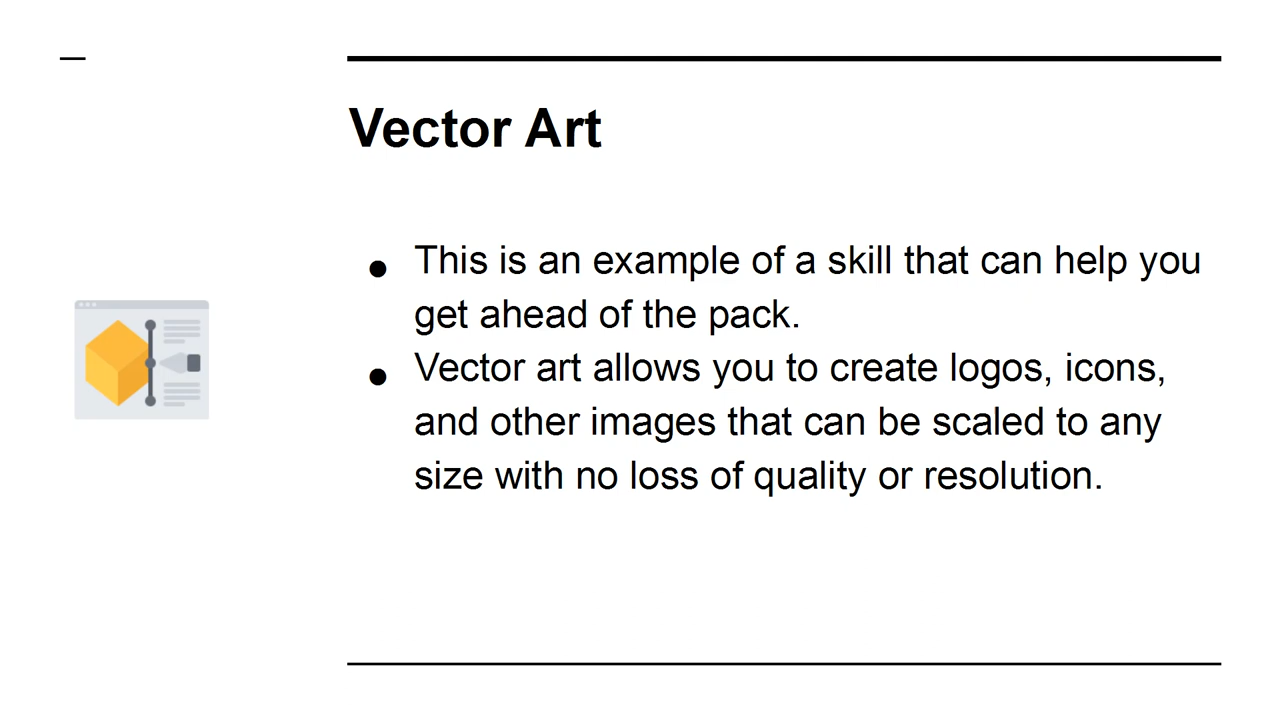 Vector Art
● This is an example of a skill that can help you
get ahead of the pack.
● Vector art allows you to create logos, icons,
and other images that can be scaled to any
size with no loss of quality or resolution.